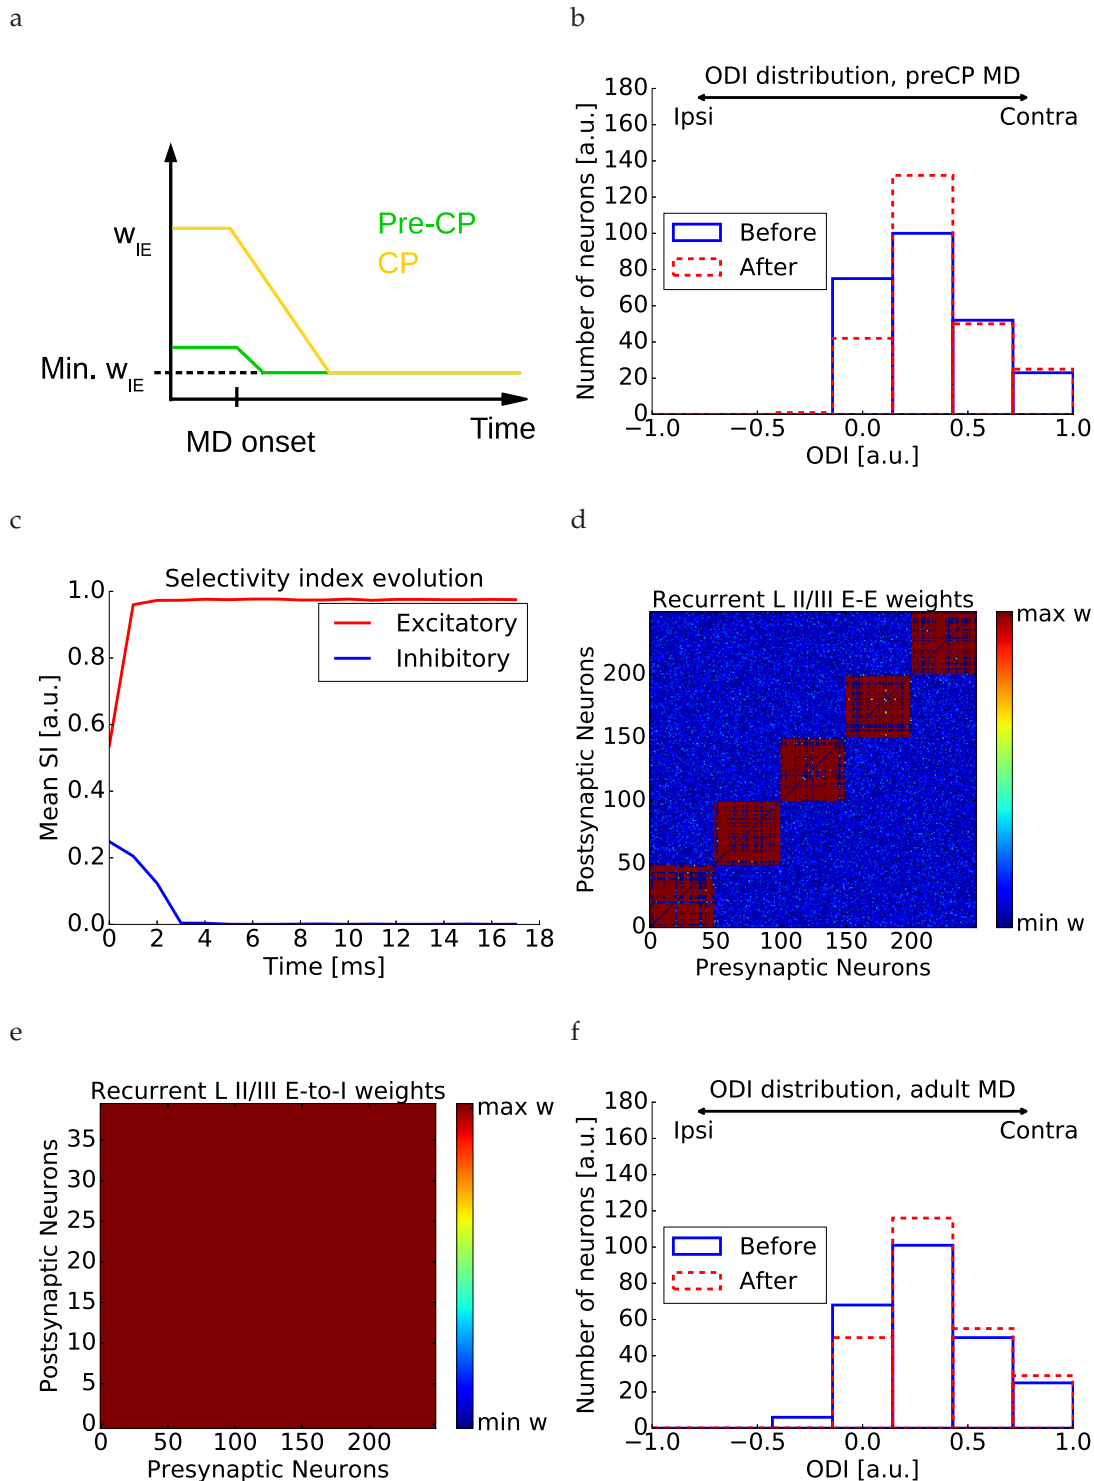 a
w
IE
Pre-CP
CP
Min. w
IE
MD onset
Time
b
ODI distribution, preCP MD
Ipsi
Contra
Number of neurons [a.u.]
180
160
140
120
100
80
60
40
20
0
Before
After
−1.0 −0.5 0.0 0.5 1.0
ODI [a.u.]
c
Selectivity index evolution
Mean SI [a.u.]
1.0
0.8
0.6
0.4
0.2
0.0
Excitatory
Inhibitory
0 2 4 6 8 10 12 14 16 18
Time [ms]
d
Recurrent L II/III E-E weights
Postsynaptic Neurons
200
150
100
50
0
0 50 100 150 200
Presynaptic Neurons
max w
min w
e
Recurrent L II/III E-to-I weights
Postsynaptic Neurons
35
30
25
20
15
10
5
0
0 50 100 150 200
Presynaptic Neurons
max w
min w
f
ODI distribution, adult MD
Ipsi
Contra
Number of neurons [a.u.]
180
160
140
120
100
80
60
40
20
0
Before
After
−1.0 −0.5 0.0 0.5 1.0
ODI [a.u.]